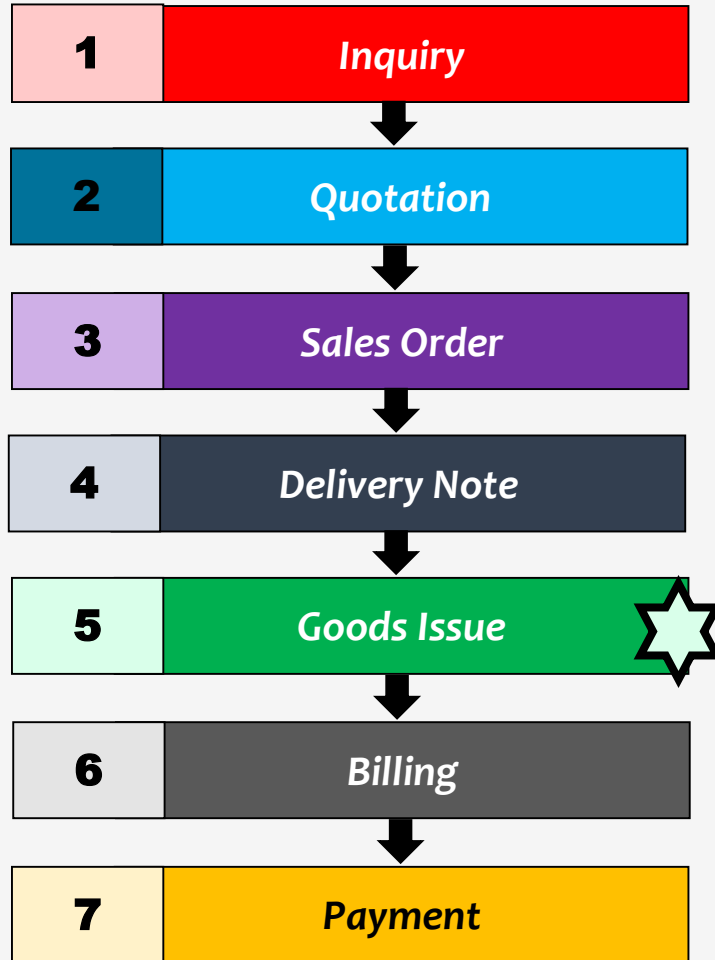 1 Inquiry
2 Quotation
3 Sales Order
4 Delivery Note
5 Goods Issue
6 Billing
7 Payment